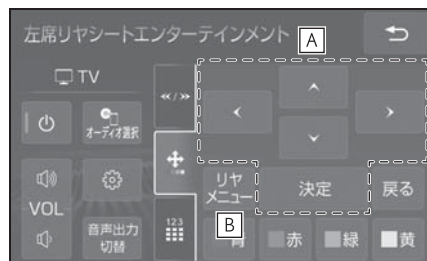 左席リヤシートエンターテインメント
A
TV
オーディオ選択
VOL
音声出力
切替
123
リヤ
メニュー
決定
戻る
B
青
赤
緑
黄